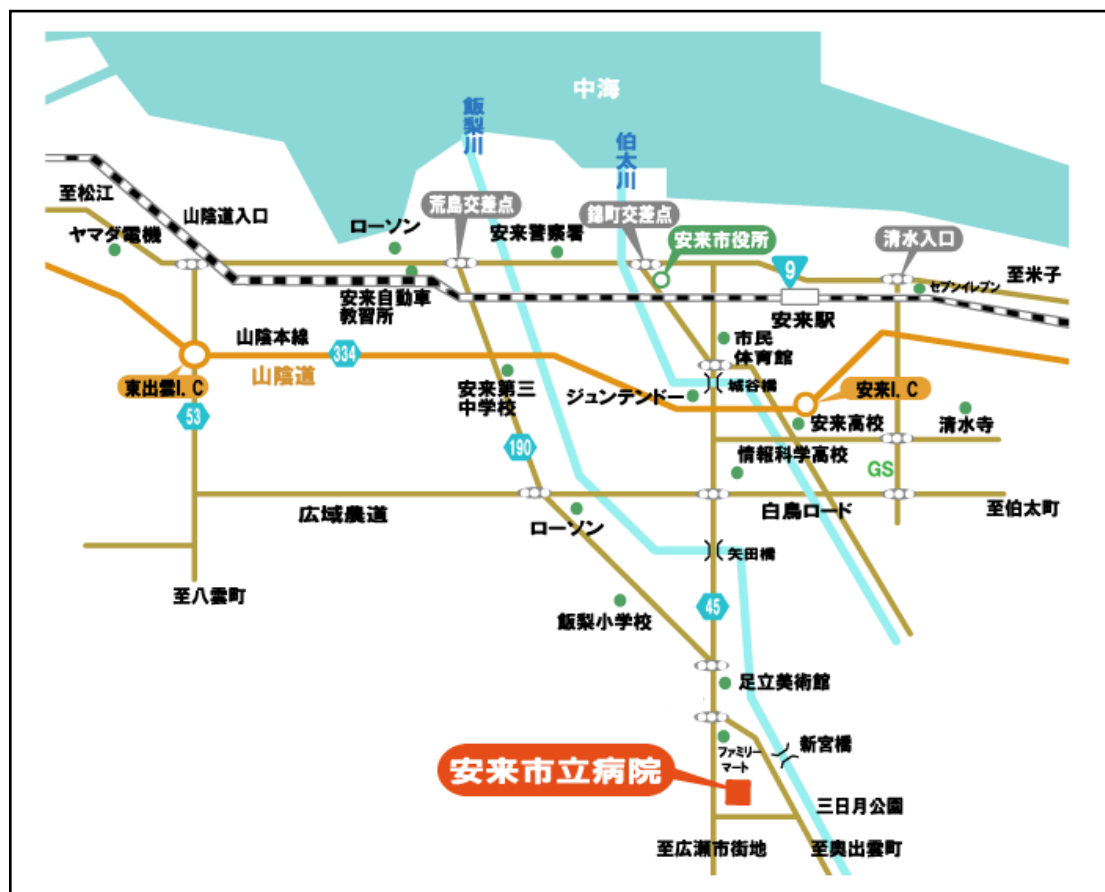 中海
飯梨川
伯太川
至松江
山陰道入口
荒島交差点
錦町交差点
ヤマダ電機
ローソン
安来警察署
安来市役所
清水入口
9
至米子
セブンイレブン
安来自動車
教習所
安来駅
山陰本線
334
市民
体育館
山陰道
東出雲I.C
安来第三
中学校
ジュンテンドー
城谷橋
安来I.C
53
安来高校
清水寺
190
情報科学高校
GS
広域農道
ローソン
白鳥ロード
至伯太町
矢田橋
至八雲町
飯梨小学校
45
足立美術館
ファミリー
マート
新宮橋
安来市立病院
三日月公園
至広瀬市街地
至奥出雲町